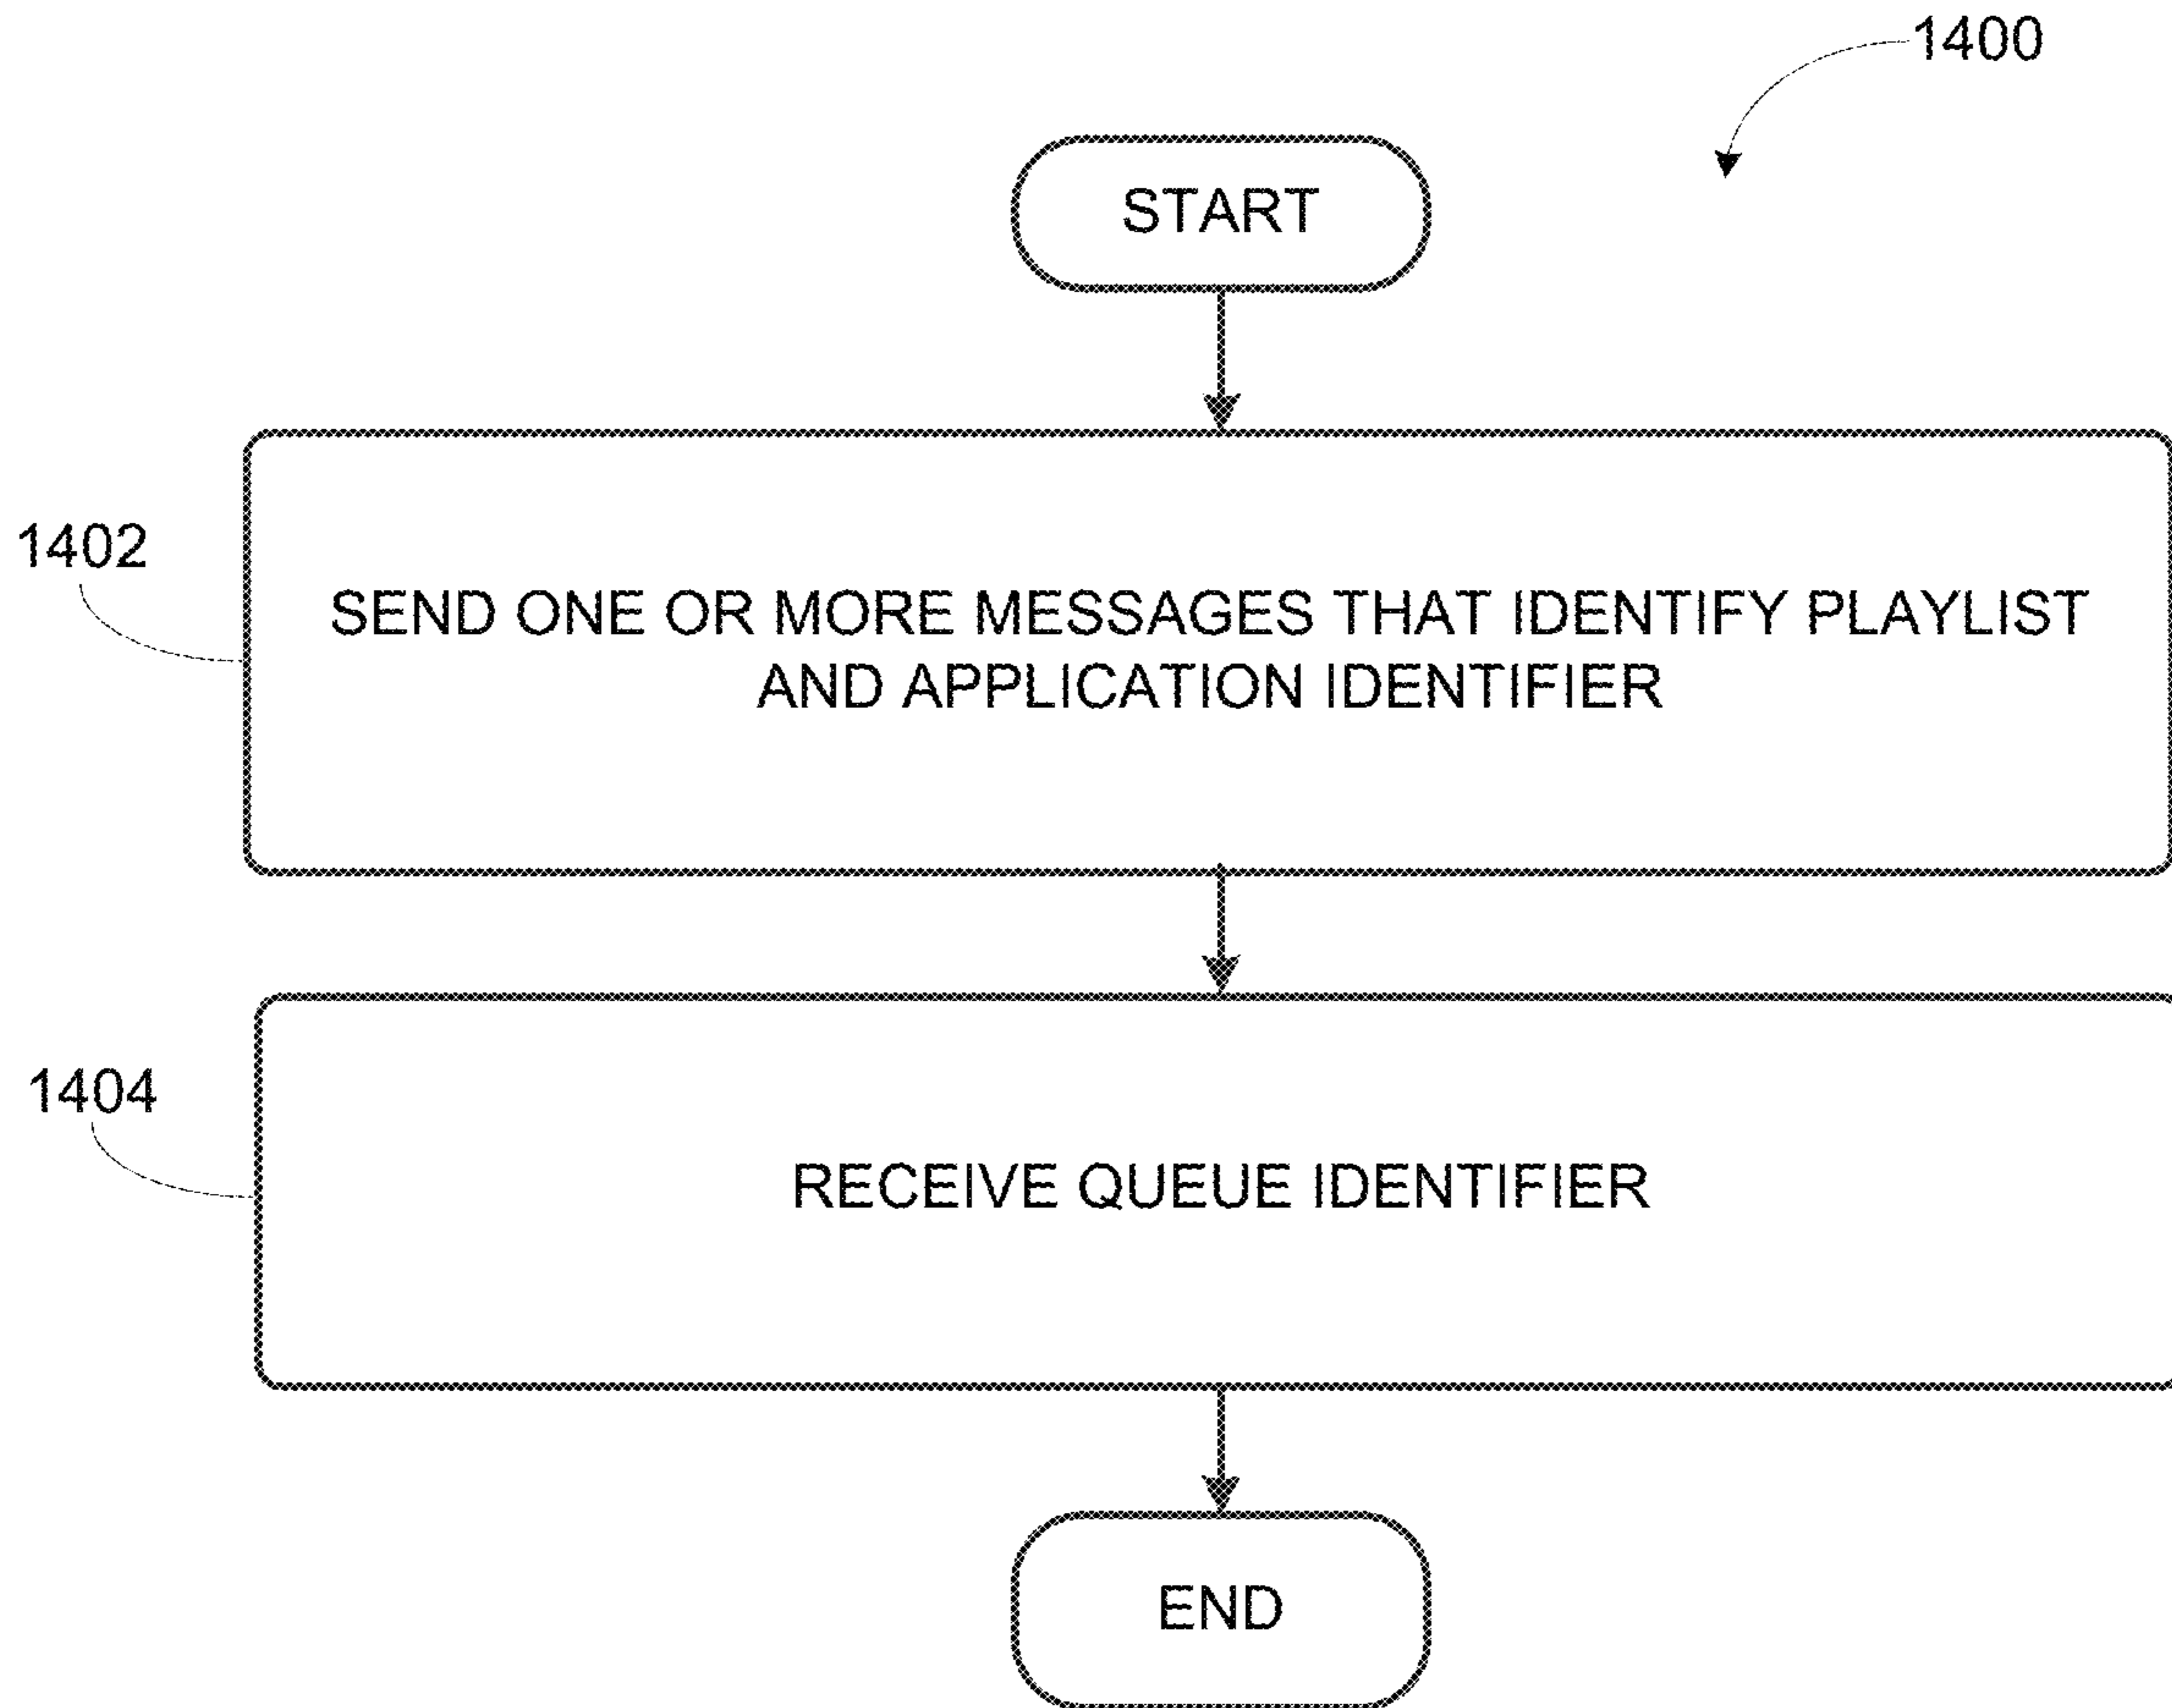 1400
START
1402
SEND ONE OR MORE MESSAGES THAT IDENTIFY PLAYLIST
AND APPLICATION IDENTIFIER
1404
RECEIVE QUEUE IDENTIFIER
END